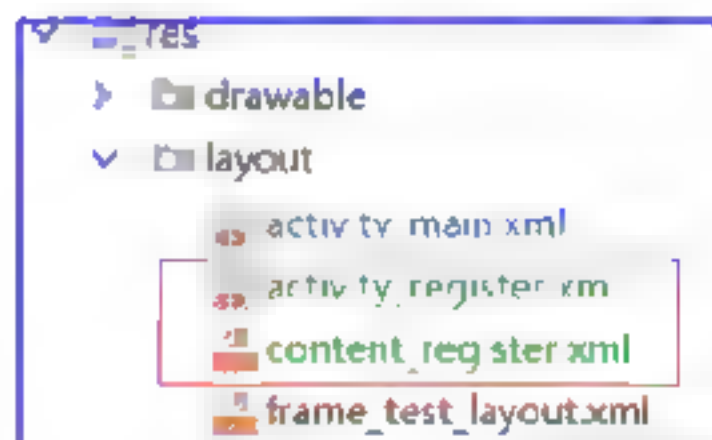 res
drawable
layout
activity_main.xml
activity_register.xml
content_register.xml
frame_test_layout.xml